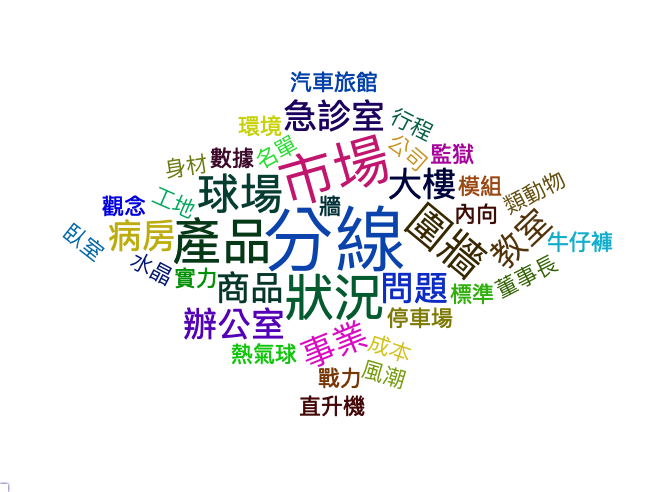 汽車旅館
急診室
行程
環境
名單
公司
監獄
身材
數據
市場
大樓
模組
類動物
球場
牆
內向
觀念
工地
圍牆
教室
牛仔褲
臥室
病房
產品
分線
水晶
實力
商品
狀況
問題
標準
董事長
辦公室
停車場
熱氣球
事業
成本
戰力
風潮
直升機